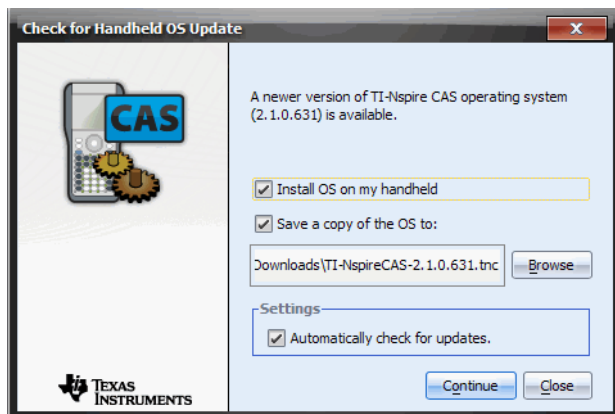 Check for Handheld OS Update
CAS
A newer version of TI-Nspire CAS operating system
(2.1.0.631) is available.
Install OS on my handheld
Save a copy of the OS to:
Downloads\TI-NspireCAS-2.1.0.631.tnc
Browse
Settings
Automatically check for updates.
TEXAS
INSTRUMENTS
Continue
Close